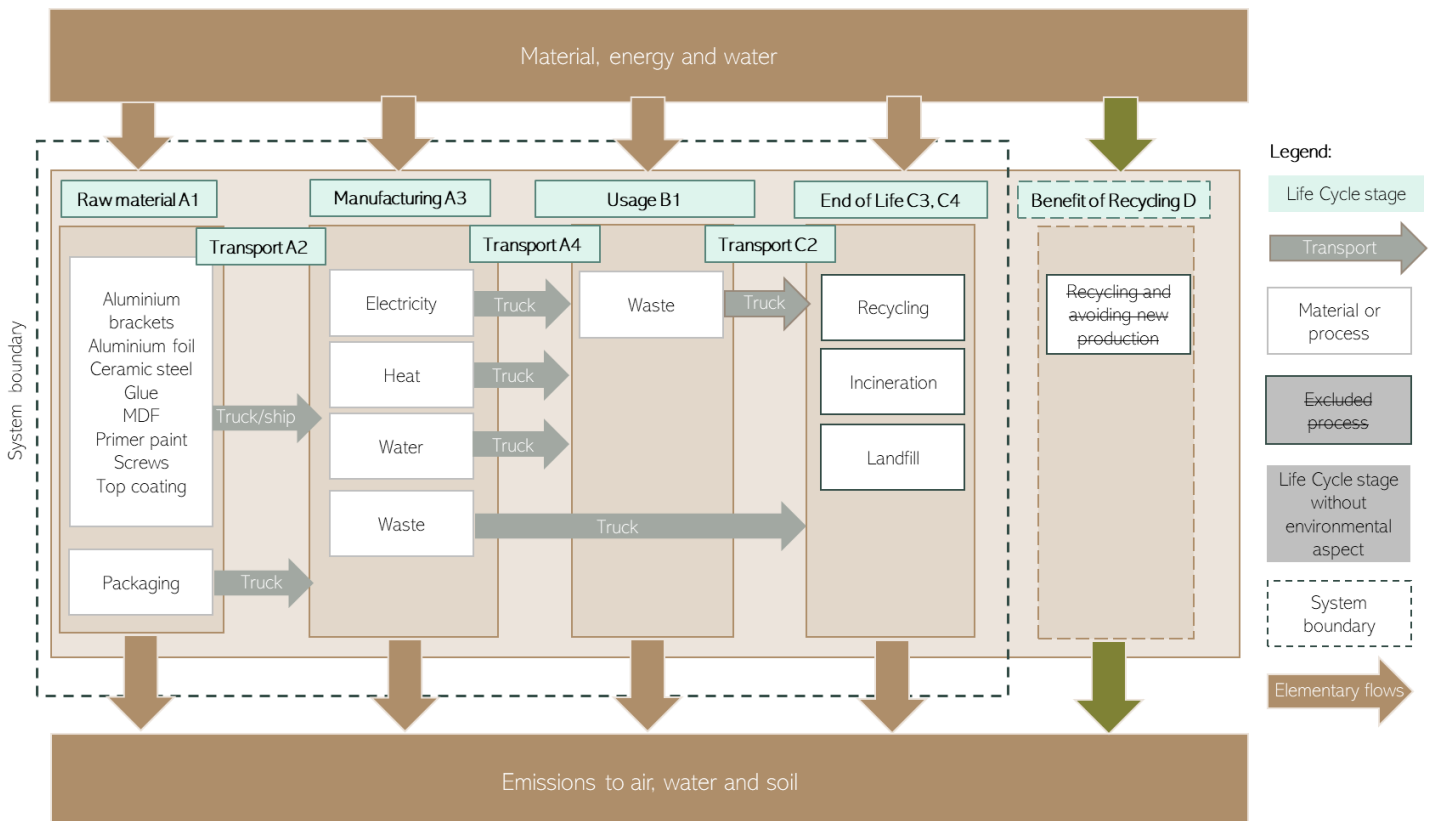 Material, energy and water
System boundary
Raw material A1
Transport A2
Manufacturing A3
Transport A4
Usage B1
Transport C2
End of Life C3, C4
Benefit of Recycling D
Aluminium
brackets
Aluminium foil
Ceramic steel
Glue
MDF
Primer paint
Screws
Top coating
Packaging
Truck/ship
Truck
Electricity
Heat
Water
Waste
Truck
Truck
Truck
Truck
Waste
Truck
Recycling
Incineration
Landfill
Recycling and
avoiding new
production
Emissions to air, water and soil
Legend:
Life Cycle stage
Transport
Material or
process
Excluded
process
Life Cycle stage
without
environmental
aspect
System
boundary
Elementary flows